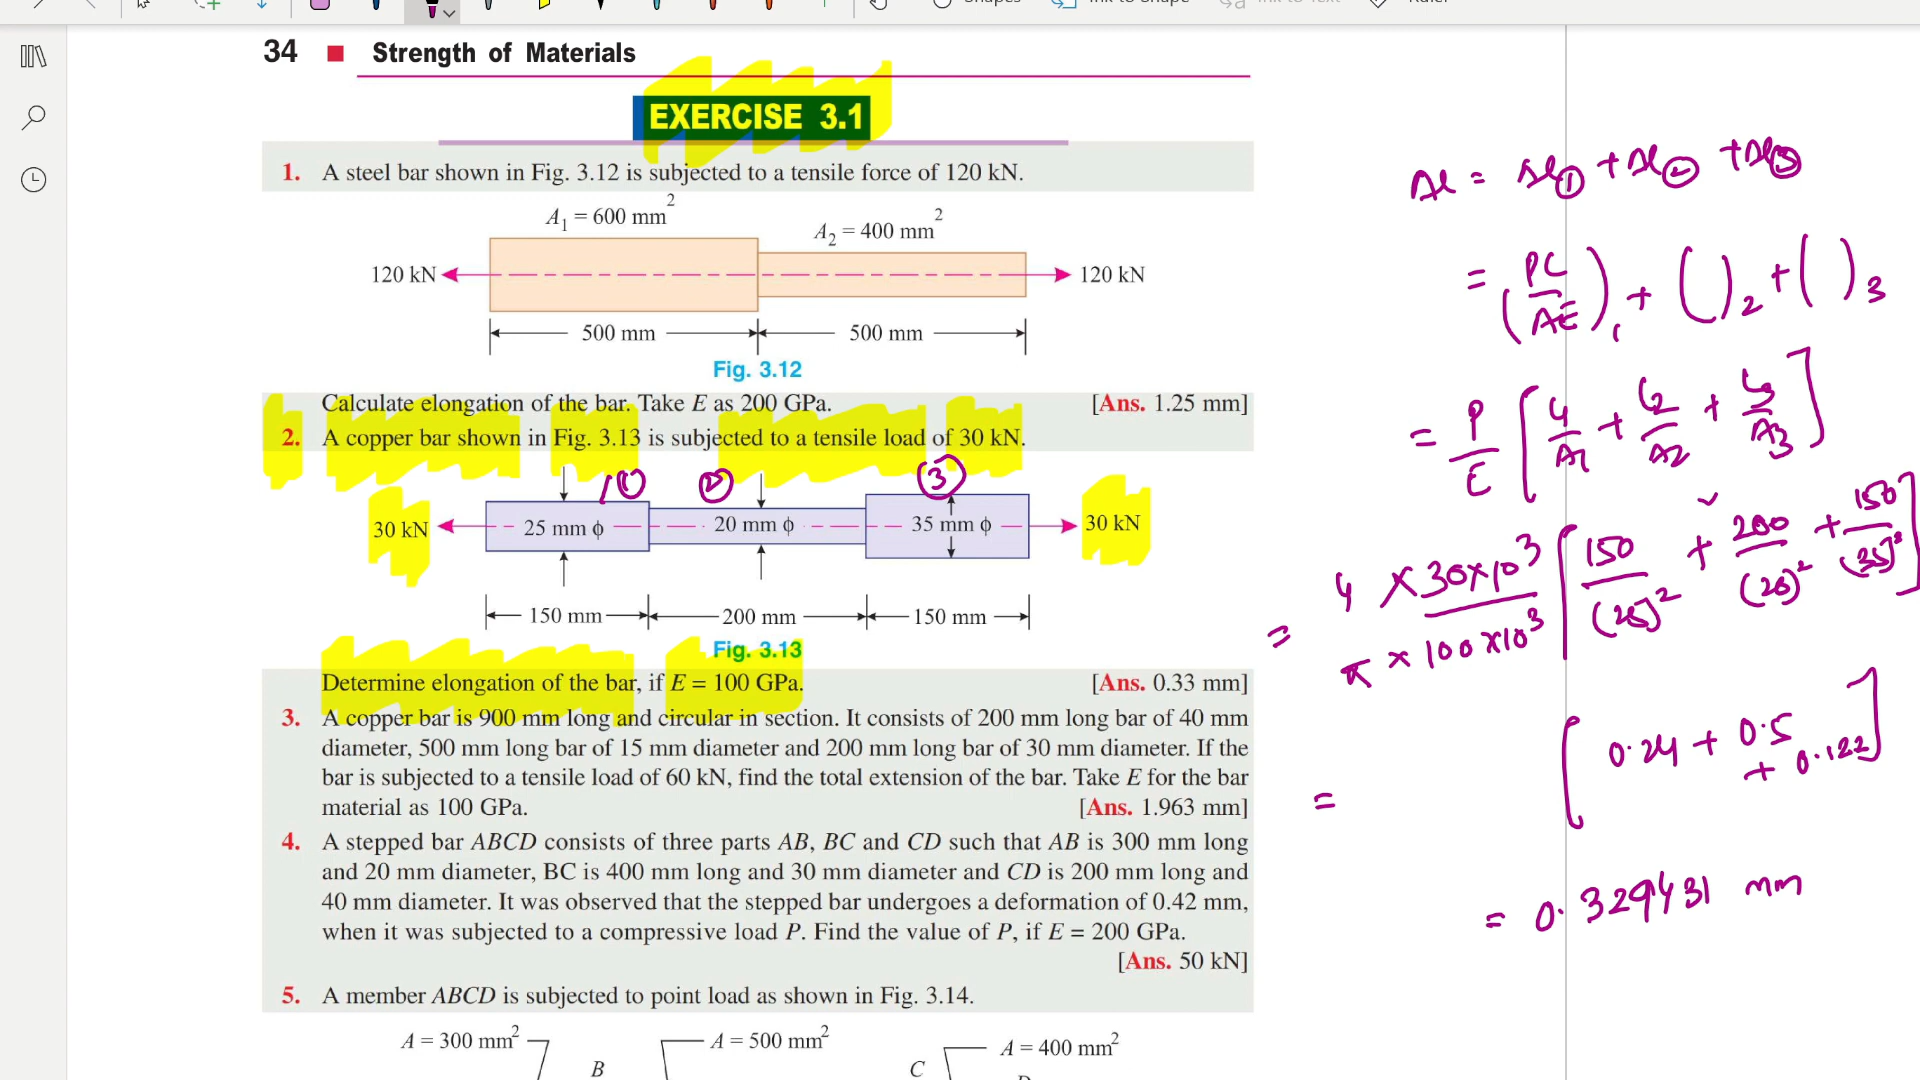 34 ■ Strength of Materials
EXERCISE 3.1
1. A steel bar shown in Fig. 3.12 is subjected to a tensile force of 120 kN.
A₁ = 600 mm²
A₂ = 400 mm²
120 kN
120 kN
500 mm
500 mm
Fig. 3.12
Calculate elongation of the bar. Take E as 200 GPa. [Ans. 1.25 mm]
2. A copper bar shown in Fig. 3.13 is subjected to a tensile load of 30 kN.
① ② ③
30 kN 25 mm ϕ 20 mm ϕ 35 mm ϕ 30 kN
150 mm 200 mm 150 mm
Fig. 3.13
Determine elongation of the bar, if E = 100 GPa. [Ans. 0.33 mm]
3. A copper bar is 900 mm long and circular in section. It consists of 200 mm long bar of 40 mm
diameter, 500 mm long bar of 15 mm diameter and 200 mm long bar of 30 mm diameter. If the
bar is subjected to a tensile load of 60 kN, find the total extension of the bar. Take E for the bar
material as 100 GPa. [Ans. 1.963 mm]
4. A stepped bar ABCD consists of three parts AB, BC and CD such that AB is 300 mm long
and 20 mm diameter, BC is 400 mm long and 30 mm diameter and CD is 200 mm long and
40 mm diameter. It was observed that the stepped bar undergoes a deformation of 0.42 mm,
when it was subjected to a compressive load P. Find the value of P, if E = 200 GPa.
[Ans. 50 kN]
5. A member ABCD is subjected to point load as shown in Fig. 3.14.
A = 300 mm²
A = 500 mm²
A = 400 mm²
B
C
Δl = Δl① + Δl② + Δl③
= (PL/AE)₁ + ( )₂ + ( )₃
= P/E [L₁/A₁ + L₂/A₂ + L₃/A₃]
= 4 × 30×10³ / π × 100×10³ [150/(25)² + 200/(20)² + 150/(35)²]
= [0.24 + 0.5 + 0.122]
= 0.329431 mm